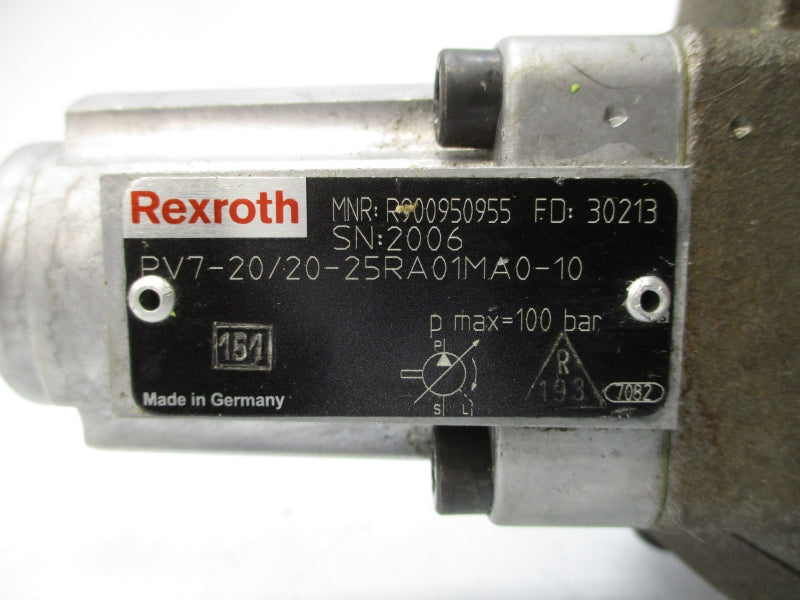 Rexroth
MNR: R900950955 FD: 30213
SN:2006
PV7-20/20-25RA01MA0-10
p max=100 bar
151
P
R
193
7082
S L
Made in Germany